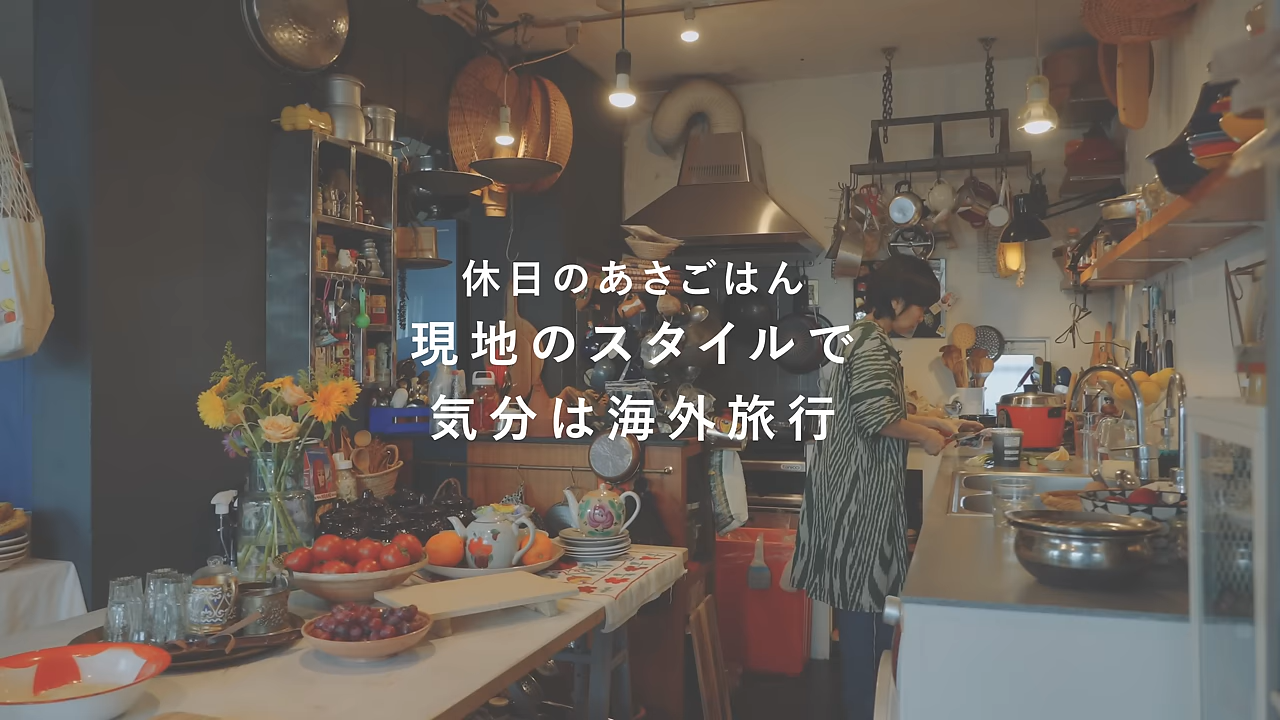 休日のあさごはん
現地のスタイルで
気分は海外旅行